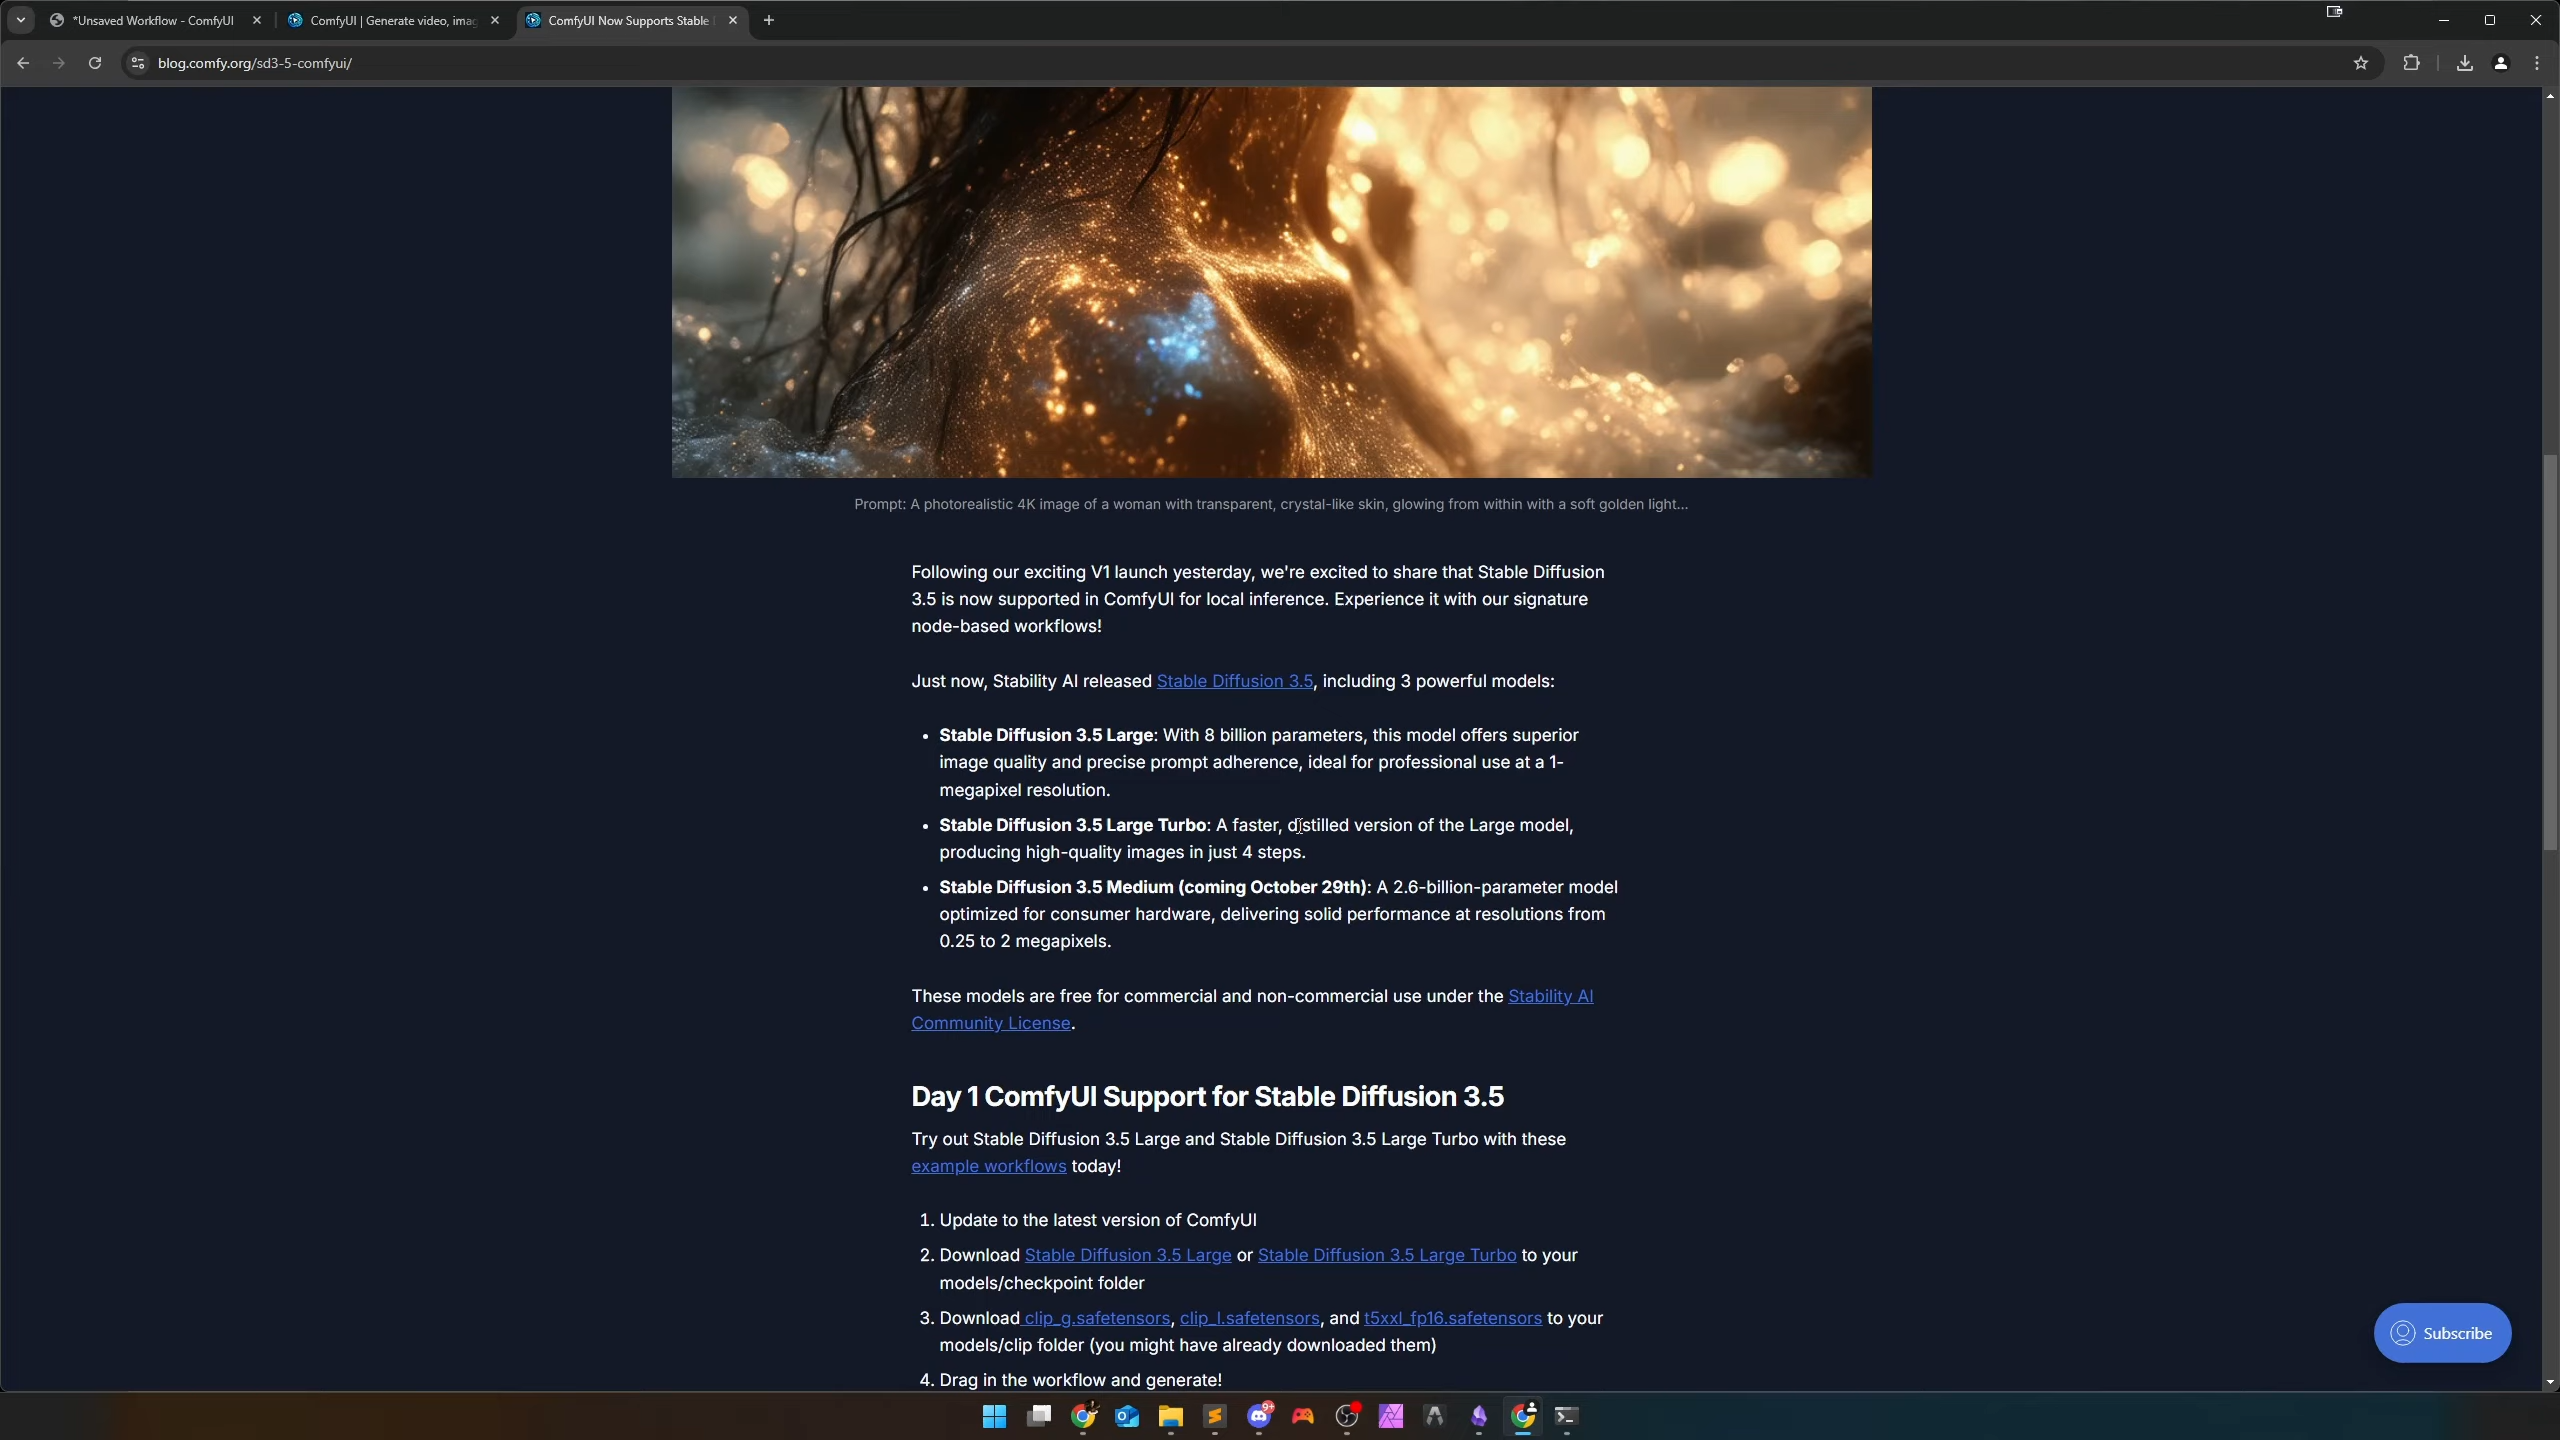 *Unsaved Workflow - ComfyUI
ComfyUI | Generate video, imag
ComfyUI Now Supports Stable
blog.comfy.org/sd3-5-comfyui/
Prompt: A photorealistic 4K image of a woman with transparent, crystal-like skin, glowing from within with a soft golden light...
Following our exciting V1 launch yesterday, we're excited to share that Stable Diffusion
3.5 is now supported in ComfyUI for local inference. Experience it with our signature
node-based workflows!
Just now, Stability AI released Stable Diffusion 3.5, including 3 powerful models:
• Stable Diffusion 3.5 Large: With 8 billion parameters, this model offers superior
image quality and precise prompt adherence, ideal for professional use at a 1-
megapixel resolution.
• Stable Diffusion 3.5 Large Turbo: A faster, distilled version of the Large model,
producing high-quality images in just 4 steps.
• Stable Diffusion 3.5 Medium (coming October 29th): A 2.6-billion-parameter model
optimized for consumer hardware, delivering solid performance at resolutions from
0.25 to 2 megapixels.
These models are free for commercial and non-commercial use under the Stability AI
Community License.
Day 1 ComfyUI Support for Stable Diffusion 3.5
Try out Stable Diffusion 3.5 Large and Stable Diffusion 3.5 Large Turbo with these
example workflows today!
1. Update to the latest version of ComfyUI
2. Download Stable Diffusion 3.5 Large or Stable Diffusion 3.5 Large Turbo to your
models/checkpoint folder
3. Download clip_g.safetensors, clip_l.safetensors, and t5xxl_fp16.safetensors to your
models/clip folder (you might have already downloaded them)
Subscribe
4. Drag in the workflow and generate!
9+